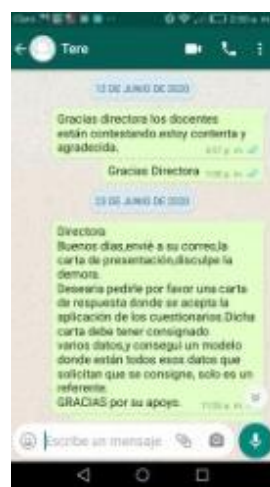 Tere
12 DE JUNIO DE 2020
Gracias directora los docentes
están contestando estoy contenta y
agradecida.
Gracias Directora
23 DE JUNIO DE 2020
Directora
Buenos días,envié a su correo,la
carta de presentación,disculpe la
demora.
Desearía pedirle por favor una carta
de respuesta donde se acepta la
aplicación de los cuestionarios.Dicha
carta debe tener consignado
varios datos,y conseguí un modelo
donde están todos esos datos que
solicitan que se consigne, solo es un
referente.
GRACIAS por su apoyo.
Escribe un mensaje